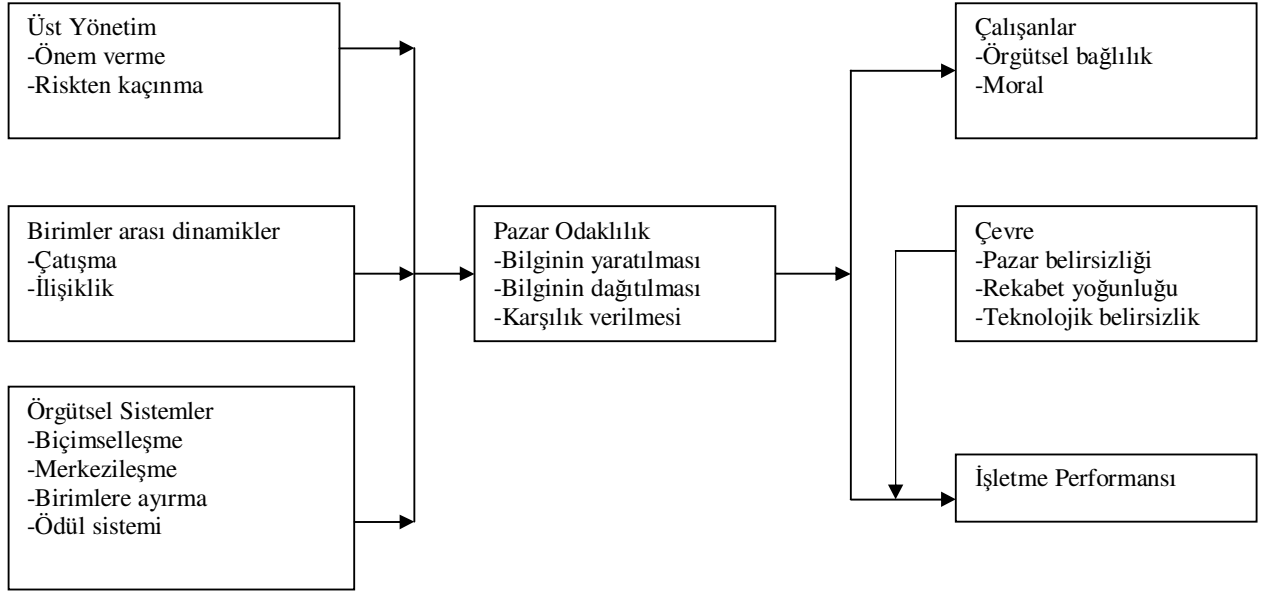 Üst Yönetim
-Önem verme
-Riskten kaçınma
Birimler arası dinamikler
-Çatışma
-İlişiklik
Örgütsel Sistemler
-Biçimselleşme
-Merkezileşme
-Birimlere ayırma
-Ödül sistemi
Pazar Odaklılık
-Bilginin yaratılması
-Bilginin dağıtılması
-Karşılık verilmesi
Çalışanlar
-Örgütsel bağlılık
-Moral
Çevre
-Pazar belirsizliği
-Rekabet yoğunluğu
-Teknolojik belirsizlik
İşletme Performansı